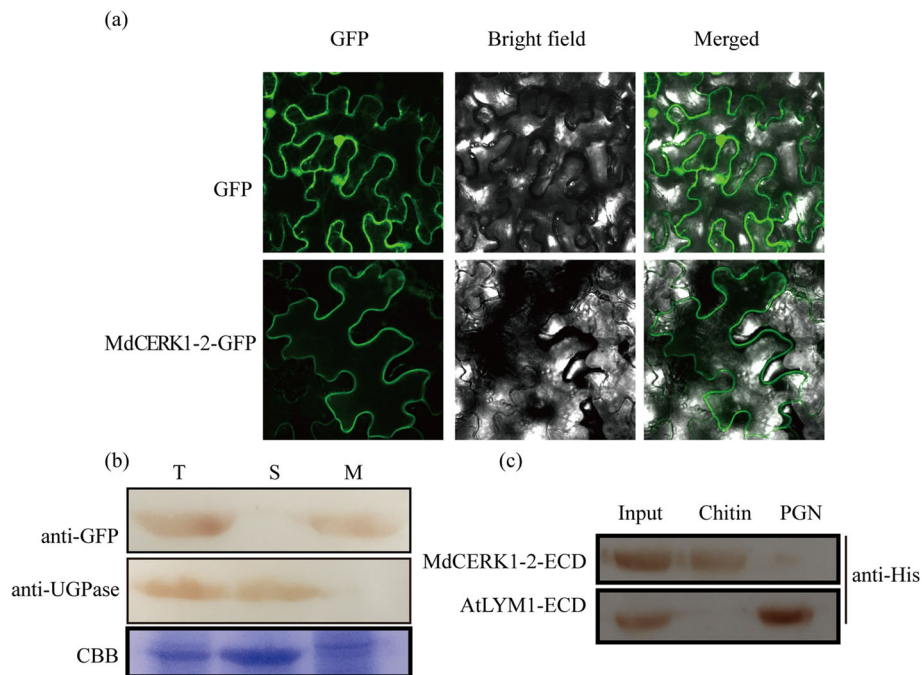 (a)
GFP Bright field Merged
GFP
MdCERK1-2-GFP
(b)
T S M
anti-GFP
anti-UGPase
CBB
(c)
Input Chitin PGN
MdCERK1-2-ECD
AtLYM1-ECD
anti-His